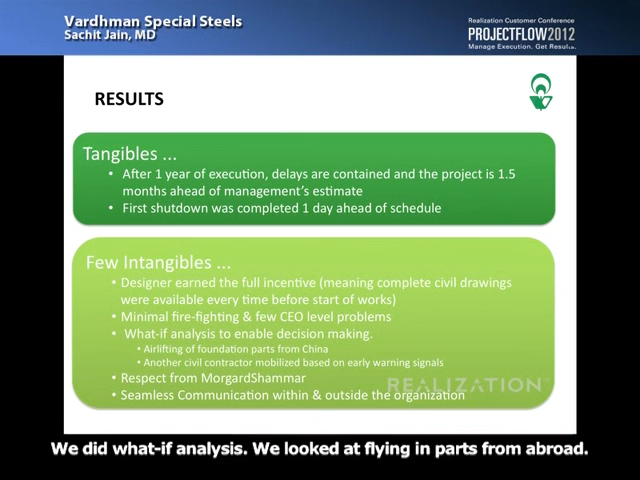 Vardhman Special Steels
Sachit Jain, MD
Realization Customer Conference
PROJECTFLOW2012
Manage Execution. Get Results.
RESULTS
Tangibles ...
• After 1 year of execution, delays are contained and the project is 1.5
months ahead of management's estimate
• First shutdown was completed 1 day ahead of schedule
Few Intangibles ...
• Designer earned the full incentive (meaning complete civil drawings
were available every time before start of works)
• Minimal fire-fighting & few CEO level problems
• What-if analysis to enable decision making.
• Airlifting of foundation parts from China
• Another civil contractor mobilized based on early warning signals
• Respect from MorgardShammar
REALIZATION
• Seamless Communication within & outside the organization
We did what-if analysis. We looked at flying in parts from abroad.